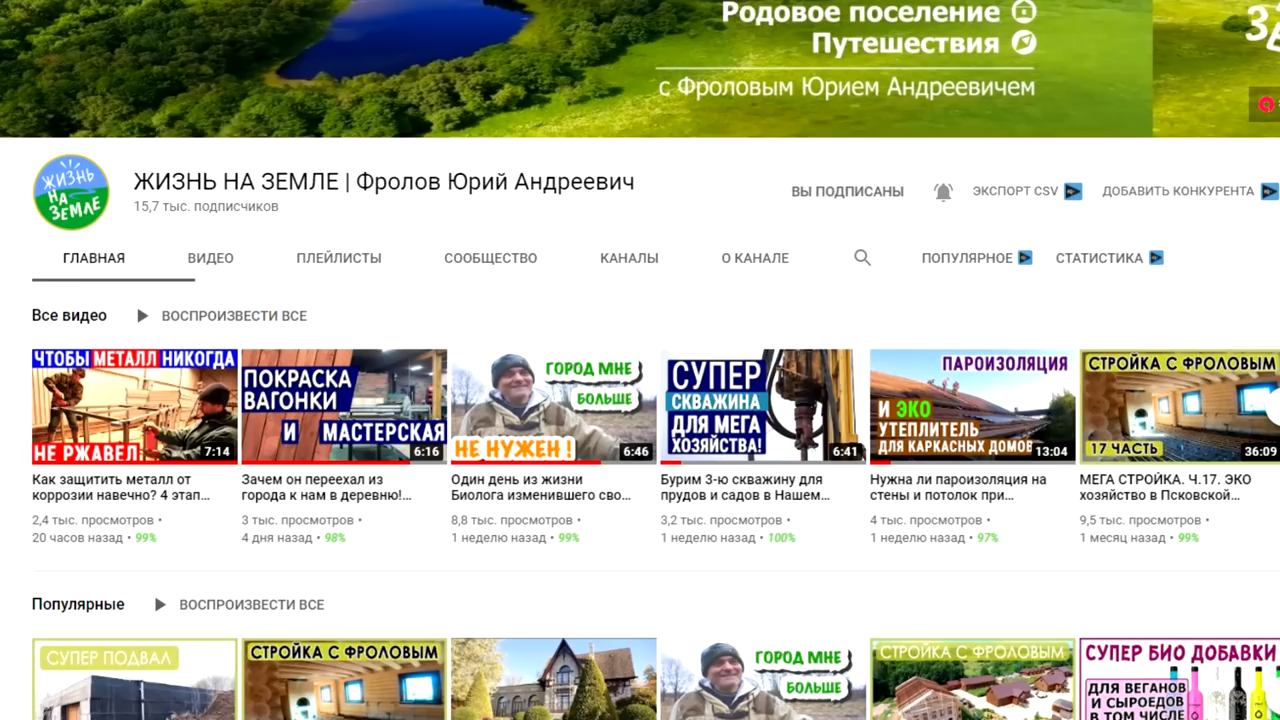 Родовое поселение
Путешествия
с Фроловым Юрием Андреевичем
ЖИЗНЬ НА ЗЕМЛЕ
ЖИЗНЬ НА ЗЕМЛЕ | Фролов Юрий Андреевич
15,7 тыс. подписчиков
ВЫ ПОДПИСАНЫ
ЭКСПОРТ CSV
ДОБАВИТЬ КОНКУРЕНТА
ГЛАВНАЯ
ВИДЕО
ПЛЕЙЛИСТЫ
СООБЩЕСТВО
КАНАЛЫ
О КАНАЛЕ
ПОПУЛЯРНОЕ
СТАТИСТИКА
Все видео
ВОСПРОИЗВЕСТИ ВСЕ
ЧТОБЫ МЕТАЛЛ НИКОГДА
НЕ РЖАВЕЛ
7:14
Как защитить металл от
коррозии навечно? 4 этап...
2,4 тыс. просмотров •
20 часов назад • 99%
ПОКРАСКА
ВАГОНКИ
И МАСТЕРСКАЯ
6:16
Зачем он переехал из
города к нам в деревню!...
3 тыс. просмотров •
4 дня назад • 98%
ГОРОД МНЕ
БОЛЬШЕ
НЕ НУЖЕН!
6:46
Один день из жизни
Биолога изменившего сво...
8,8 тыс. просмотров •
1 неделю назад • 99%
СУПЕР
СКВАЖИНА
ДЛЯ МЕГА
ХОЗЯЙСТВА!
6:41
Бурим 3-ю скважину для
прудов и садов в Нашем...
3,2 тыс. просмотров •
1 неделю назад • 100%
ПАРОИЗОЛЯЦИЯ
И ЭКО
УТЕПЛИТЕЛЬ
ДЛЯ КАРКАСНЫХ ДОМОВ
13:04
Нужна ли пароизоляция на
стены и потолок при...
4 тыс. просмотров •
1 неделю назад • 97%
СТРОЙКА С ФРОЛОВЫМ
17 ЧАСТЬ
36:09
МЕГА СТРОЙКА. Ч.17. ЭКО
хозяйство в Псковской...
9,5 тыс. просмотров •
1 месяц назад • 99%
Популярные
ВОСПРОИЗВЕСТИ ВСЕ
СУПЕР ПОДВАЛ
СТРОЙКА С ФРОЛОВЫМ
ГОРОД МНЕ
БОЛЬШЕ
СТРОЙКА С ФРОЛОВЫМ
СУПЕР БИО ДОБАВКИ
ДЛЯ ВЕГАНОВ
И СЫРОЕДОВ
В ТОМ ЧИСЛЕ